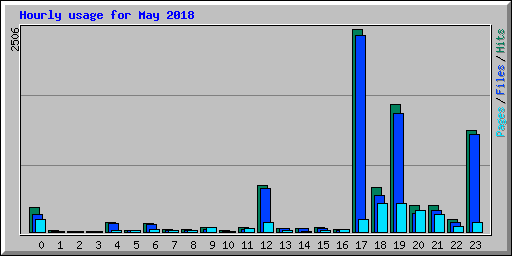 Hourly usage for May 2018
2506
Pages/Files/Hits
0 1 2 3 4 5 6 7 8 9 10 11 12 13 14 15 16 17 18 19 20 21 22 23